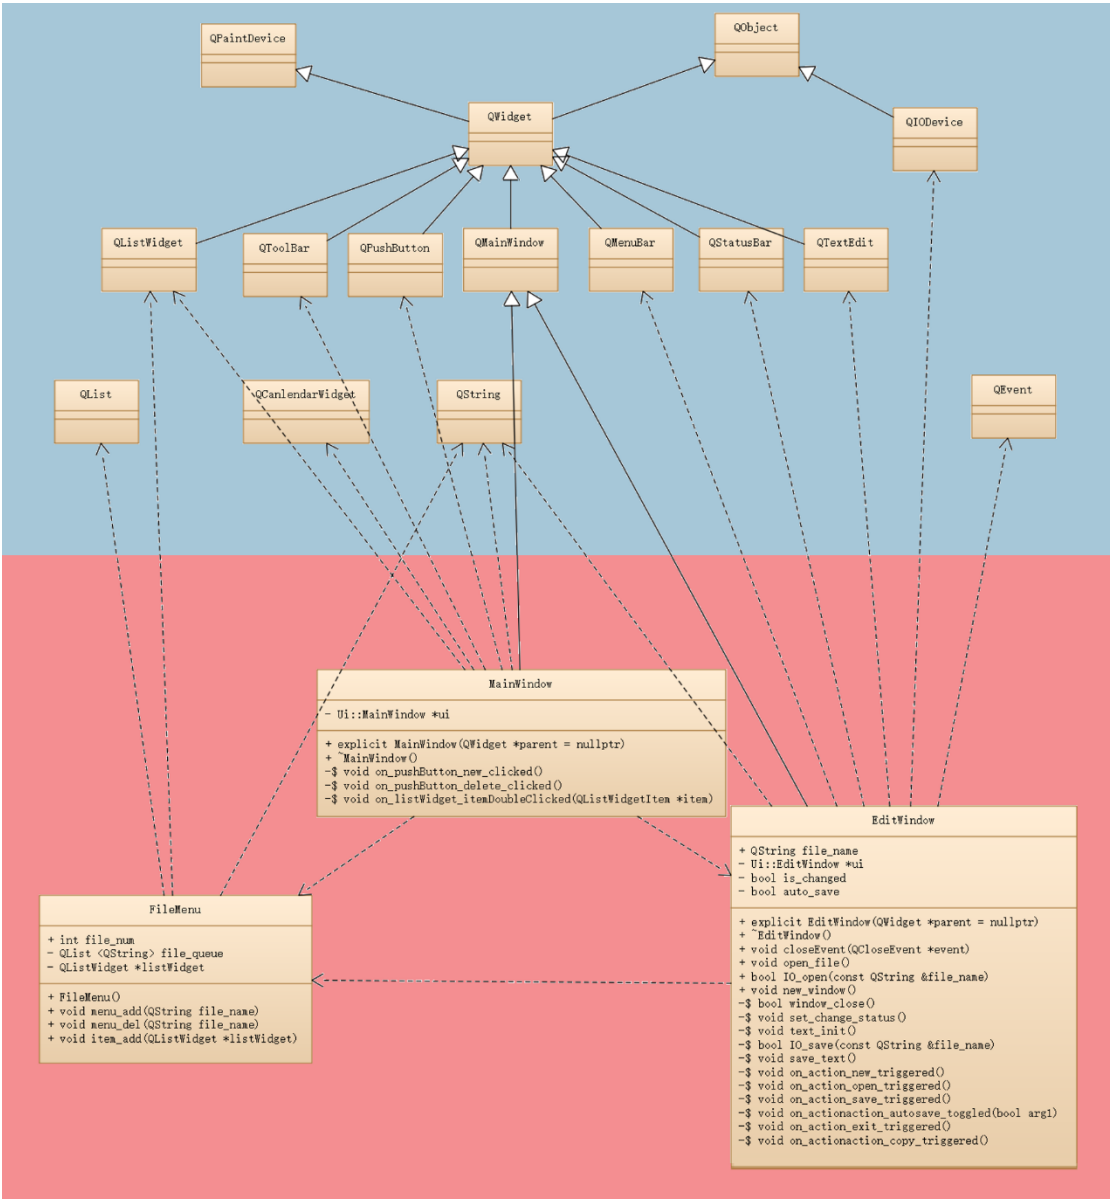 QPaintDevice
QObject
QWidget
QIODevice
QListWidget
QToolBar
QPushButton
QMainWindow
QMenuBar
QStatusBar
QTextEdit
QList
QCanlendarWidget
QString
QEvent
MainWindow
- Ui::MainWindow *ui
+ explicit MainWindow(QWidget *parent = nullptr)
+ ~MainWindow()
-$ void on_pushButton_new_clicked()
-$ void on_pushButton_delete_clicked()
-$ void on_listWidget_itemDoubleClicked(QListWidgetItem *item)
EditWindow
+ QString file_name
- Ui::EditWindow *ui
- bool is_changed
- bool auto_save
+ explicit EditWindow(QWidget *parent = nullptr)
+ ~EditWindow()
+ void closeEvent(QCloseEvent *event)
+ void open_file()
+ bool IO_open(const QString &file_name)
+ void new_window()
-$ bool window_close()
-$ void set_change_status()
-$ void text_init()
-$ bool IO_save(const QString &file_name)
-$ void save_text()
-$ void on_action_new_triggered()
-$ void on_action_open_triggered()
-$ void on_action_save_triggered()
-$ void on_actionaction_autosave_toggled(bool arg1)
-$ void on_action_exit_triggered()
-$ void on_actionaction_copy_triggered()
FileMenu
+ int file_num
- QList <QString> file_queue
- QListWidget *listWidget
+ FileMenu()
+ void menu_add(QString file_name)
+ void menu_del(QString file_name)
+ void item_add(QListWidget *listWidget)